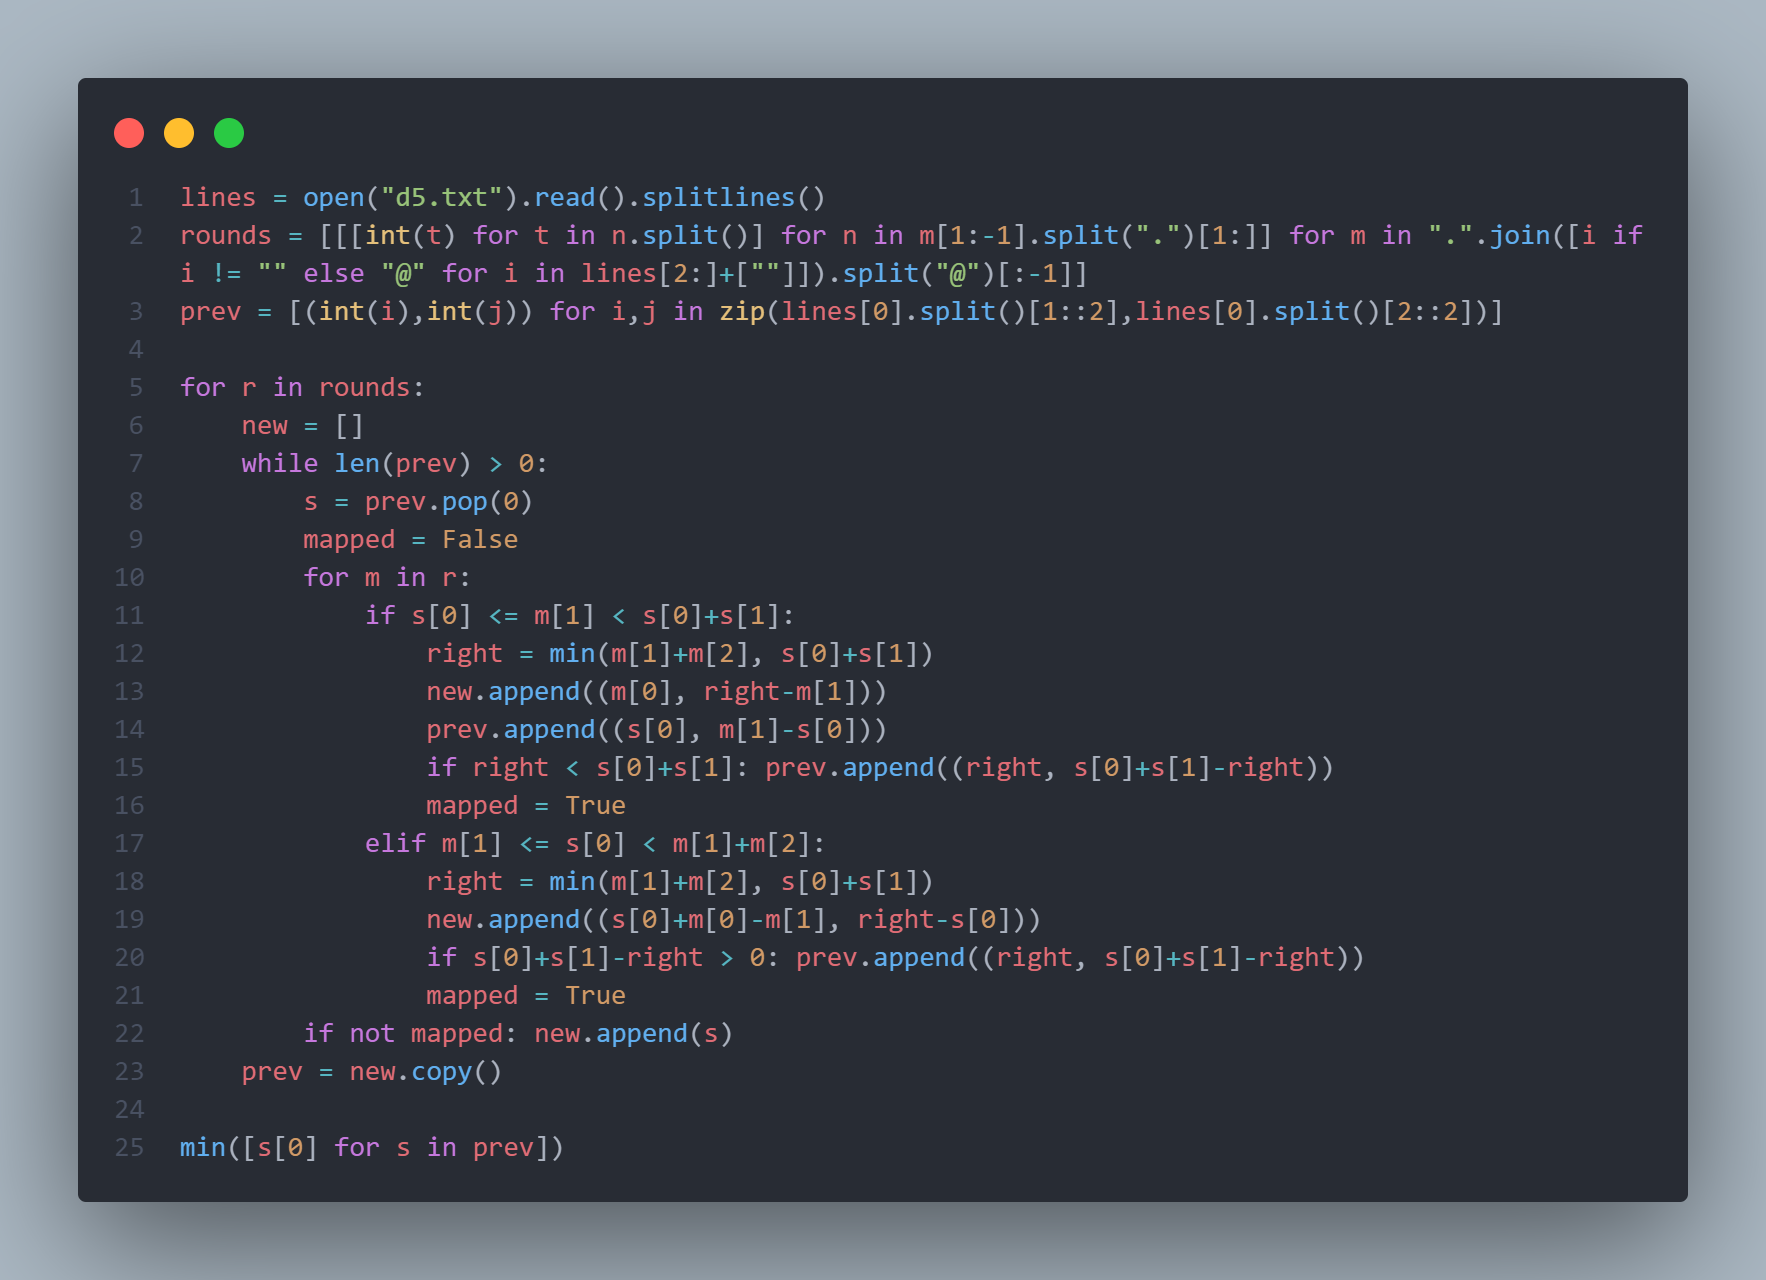 1 lines = open("d5.txt").read().splitlines()
2 rounds = [[[int(t) for t in n.split()] for n in m[1:-1].split(".")[1:]] for m in ".".join([i if
i != "" else "@" for i in lines[2:]+[""]]).split("@")[:-1]]
3 prev = [(int(i),int(j)) for i,j in zip(lines[0].split()[1::2],lines[0].split()[2::2])]
4
5 for r in rounds:
6     new = []
7     while len(prev) > 0:
8         s = prev.pop(0)
9         mapped = False
10         for m in r:
11             if s[0] <= m[1] < s[0]+s[1]:
12                 right = min(m[1]+m[2], s[0]+s[1])
13                 new.append((m[0], right-m[1]))
14                 prev.append((s[0], m[1]-s[0]))
15                 if right < s[0]+s[1]: prev.append((right, s[0]+s[1]-right))
16                 mapped = True
17             elif m[1] <= s[0] < m[1]+m[2]:
18                 right = min(m[1]+m[2], s[0]+s[1])
19                 new.append((s[0]+m[0]-m[1], right-s[0]))
20                 if s[0]+s[1]-right > 0: prev.append((right, s[0]+s[1]-right))
21                 mapped = True
22         if not mapped: new.append(s)
23     prev = new.copy()
24
25 min([s[0] for s in prev])